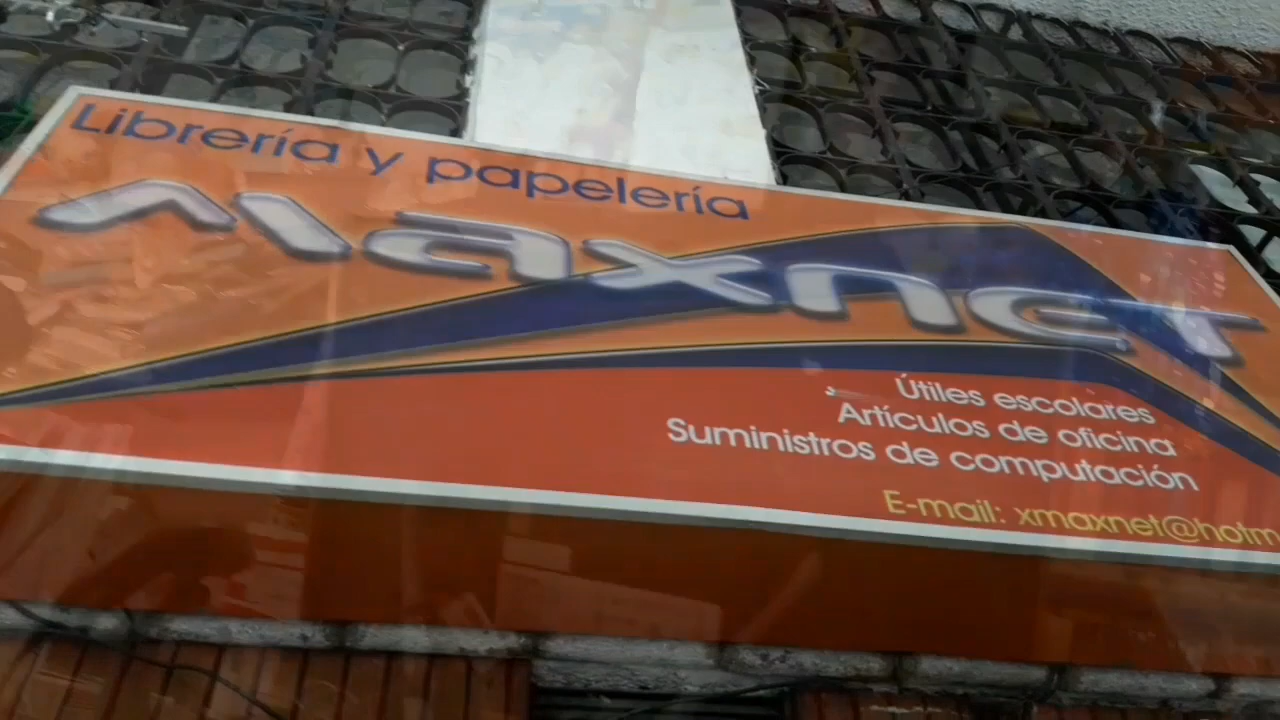 Librería y papelería
Maxnet
Útiles escolares
Artículos de oficina
Suministros de computación
E-mail: xmaxnet@hotm